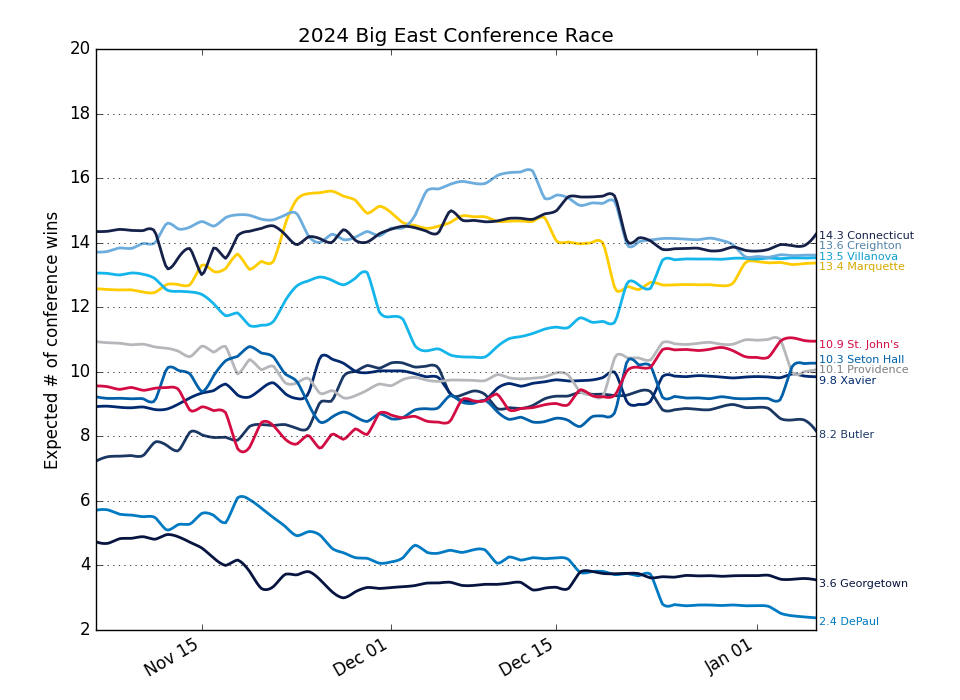 2024 Big East Conference Race
Expected # of conference wins
20
18
16
14
12
10
8
6
4
2
Nov 15
Dec 01
Dec 15
Jan 01
14.3 Connecticut
13.6 Creighton
13.5 Villanova
13.4 Marquette
10.9 St. John's
10.3 Seton Hall
10.1 Providence
9.8 Xavier
8.2 Butler
3.6 Georgetown
2.4 DePaul